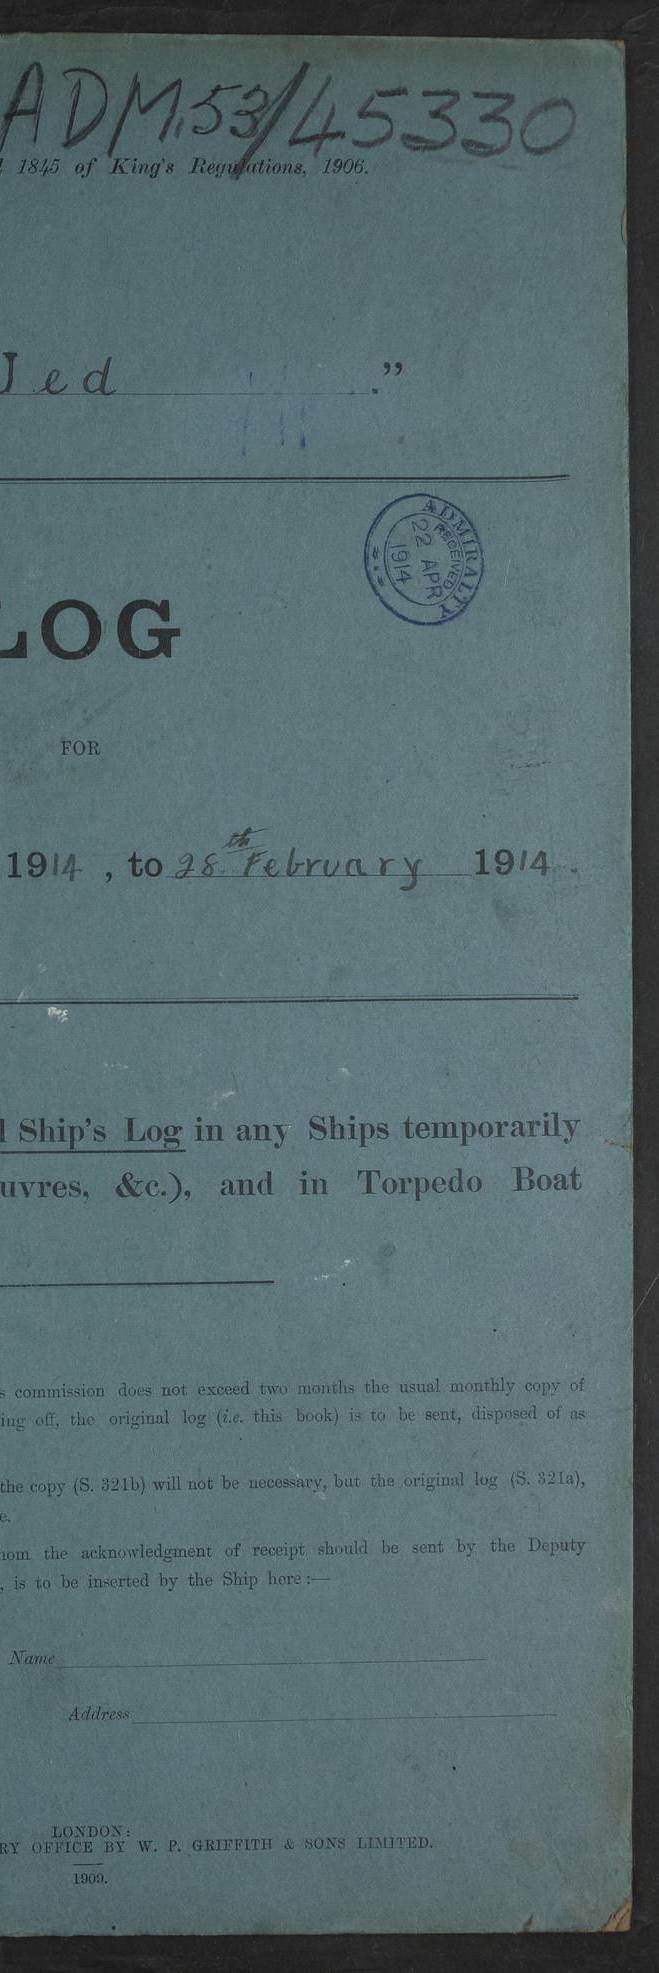 ADM.53/45330
1845 of King's Regulations, 1906.
Jed ."
ADMIRALTY
RECEIVED
22 APR
1914
LOG
FOR
1914 , to 28th February 1914.
Ship's Log in any Ships temporarily
uvres, &c.), and in Torpedo Boat
s commission does not exceed two months the usual monthly copy of
ing off, the original log (i.e. this book) is to be sent, disposed of as
the copy (S. 321b) will not be necessary, but the original log (S. 321a),
e.
hom the acknowledgment of receipt should be sent by the Deputy
, is to be inserted by the Ship here :—
Name
Address
LONDON:
RY OFFICE BY W. P. GRIFFITH & SONS LIMITED.
1909.